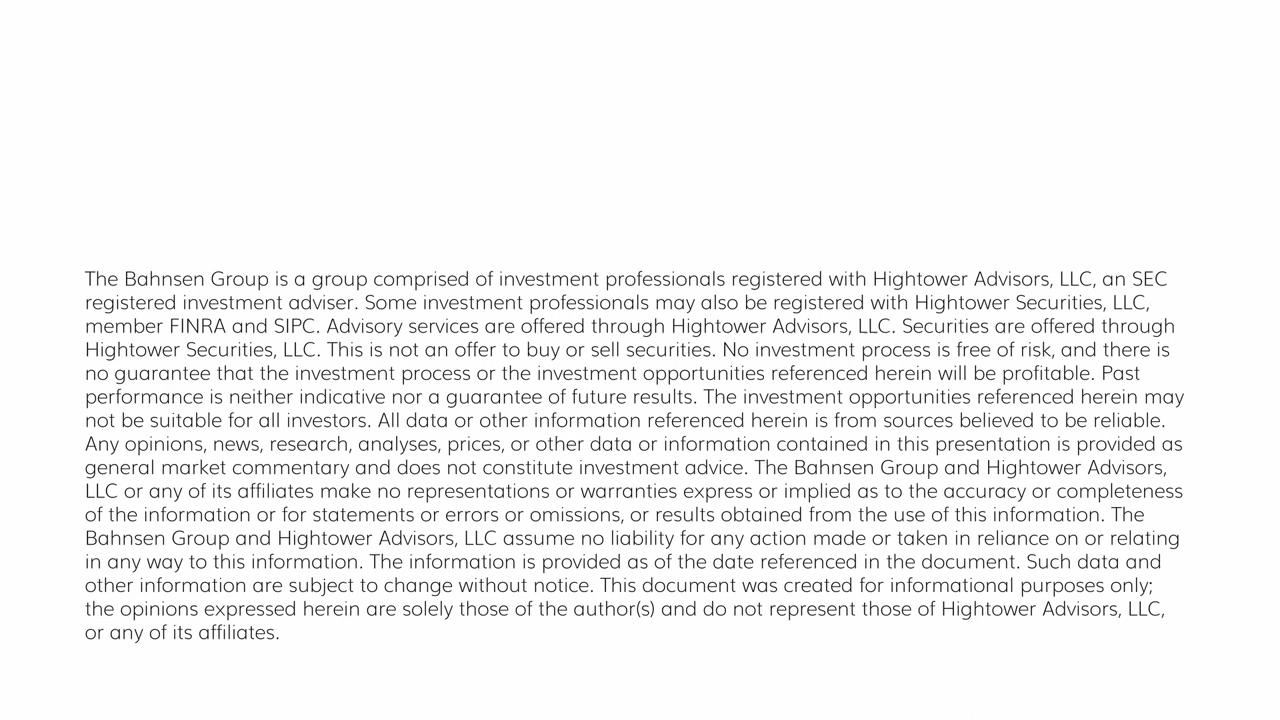 The Bahnsen Group is a group comprised of investment professionals registered with Hightower Advisors, LLC, an SEC
registered investment adviser. Some investment professionals may also be registered with Hightower Securities, LLC,
member FINRA and SIPC. Advisory services are offered through Hightower Advisors, LLC. Securities are offered through
Hightower Securities, LLC. This is not an offer to buy or sell securities. No investment process is free of risk, and there is
no guarantee that the investment process or the investment opportunities referenced herein will be profitable. Past
performance is neither indicative nor a guarantee of future results. The investment opportunities referenced herein may
not be suitable for all investors. All data or other information referenced herein is from sources believed to be reliable.
Any opinions, news, research, analyses, prices, or other data or information contained in this presentation is provided as
general market commentary and does not constitute investment advice. The Bahnsen Group and Hightower Advisors,
LLC or any of its affiliates make no representations or warranties express or implied as to the accuracy or completeness
of the information or for statements or errors or omissions, or results obtained from the use of this information. The
Bahnsen Group and Hightower Advisors, LLC assume no liability for any action made or taken in reliance on or relating
in any way to this information. The information is provided as of the date referenced in the document. Such data and
other information are subject to change without notice. This document was created for informational purposes only;
the opinions expressed herein are solely those of the author(s) and do not represent those of Hightower Advisors, LLC,
or any of its affiliates.